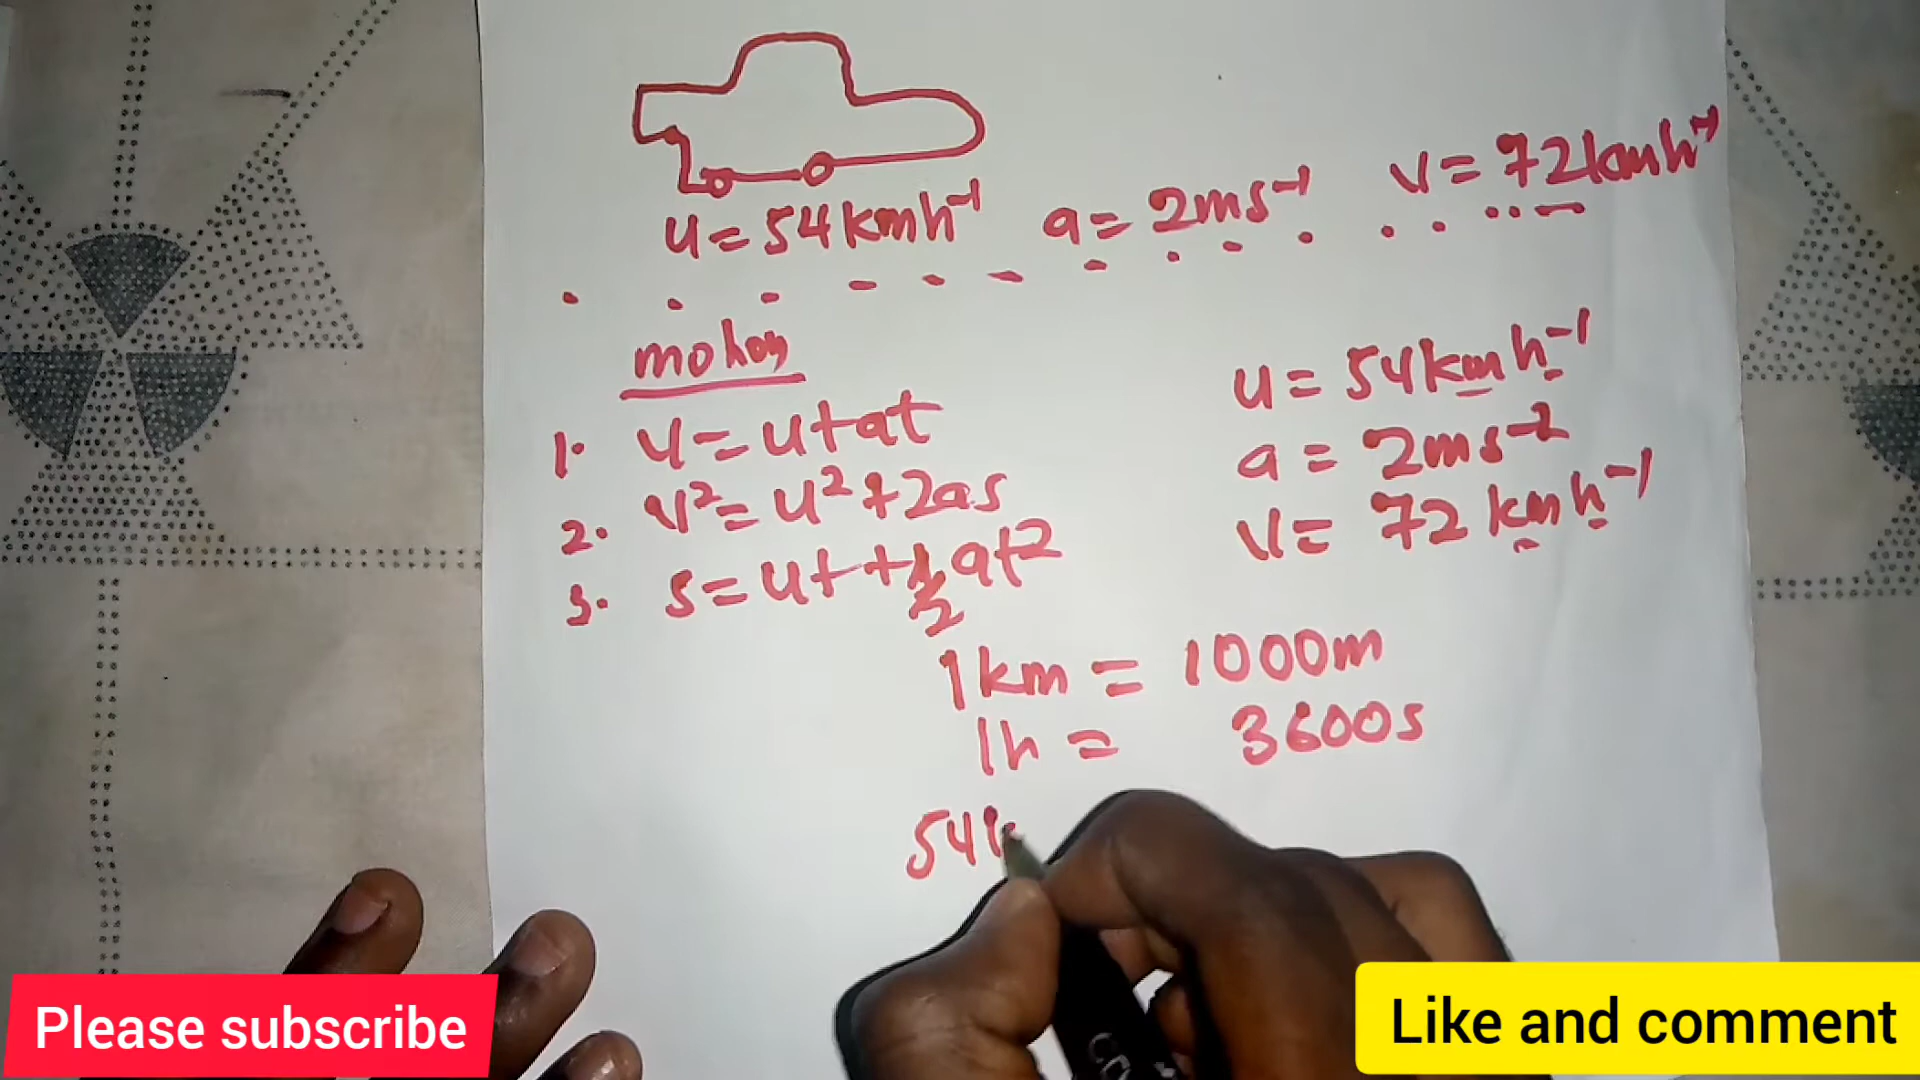 u = 54kmh⁻¹ a = 2ms⁻¹ v = 72kmh⁻¹
motion
1. v = u+at
2. v² = u²+2as
3. s = ut+½at²
u = 54kmh⁻¹
a = 2ms⁻²
v = 72kmh⁻¹
1km = 1000m
1h = 3600s
54k
Please subscribe
Like and comment